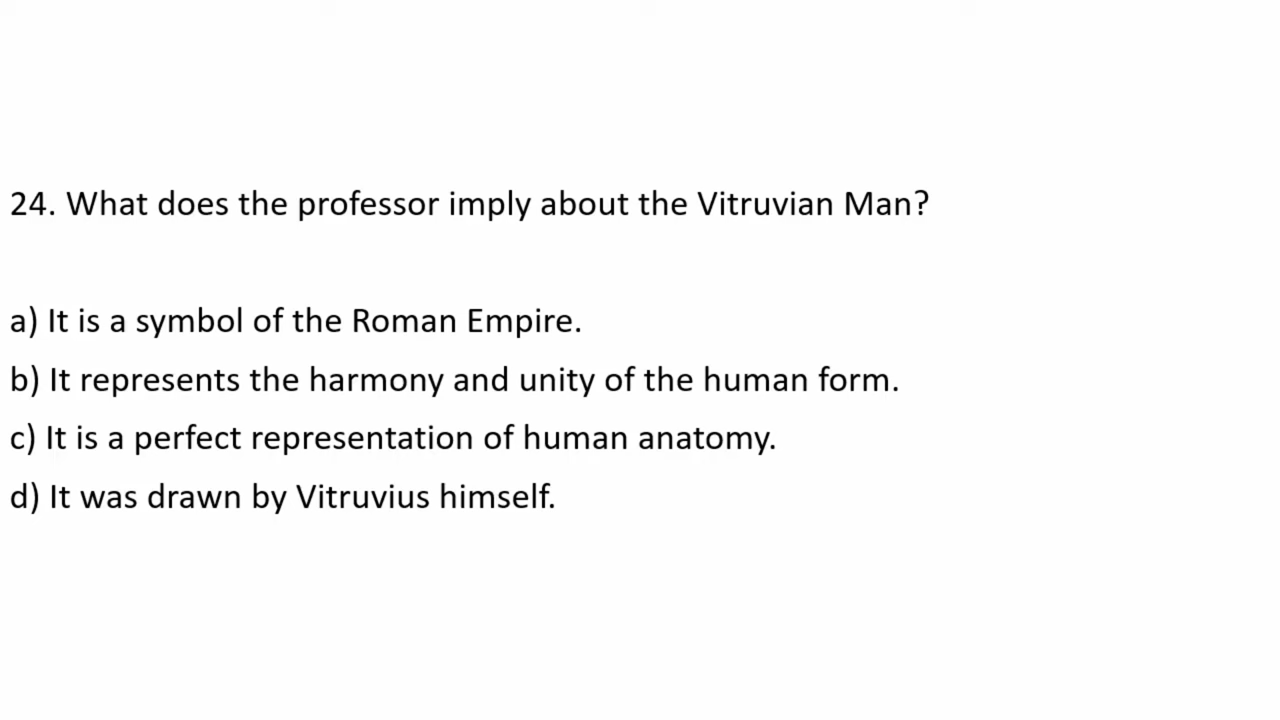 24. What does the professor imply about the Vitruvian Man?
a) It is a symbol of the Roman Empire.
b) It represents the harmony and unity of the human form.
c) It is a perfect representation of human anatomy.
d) It was drawn by Vitruvius himself.